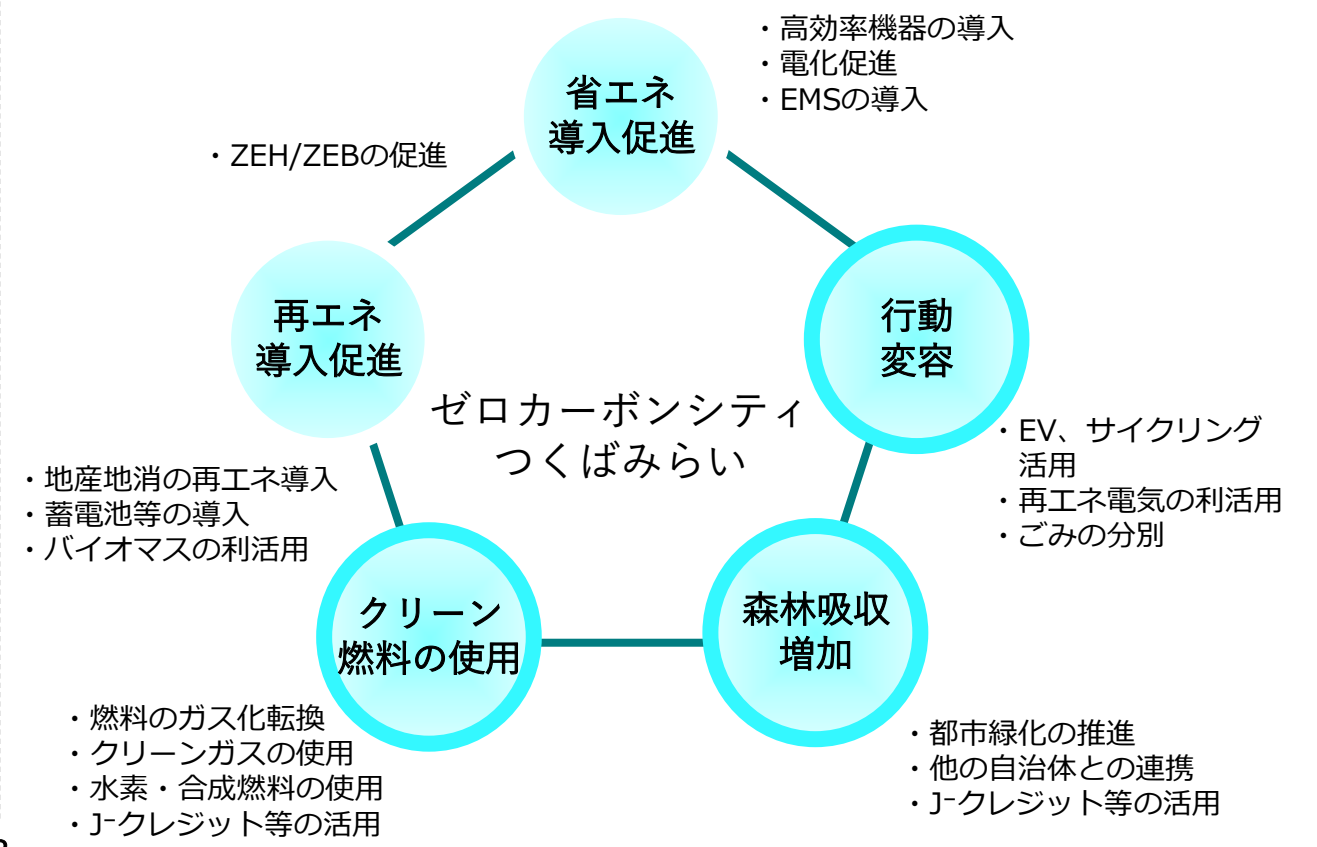 ・高効率機器の導入
・電化促進
・EMSの導入
省エネ
導入促進
・ZEH/ZEBの促進
再エネ
導入促進
行動
変容
ゼロカーボンシティ
つくばみらい
・EV、サイクリング
活用
・再エネ電気の利活用
・ごみの分別
・地産地消の再エネ導入
・蓄電池等の導入
・バイオマスの利活用
クリーン
燃料の使用
森林吸収
増加
・燃料のガス化転換
・クリーンガスの使用
・水素・合成燃料の使用
・J-クレジット等の活用
・都市緑化の推進
・他の自治体との連携
・J-クレジット等の活用